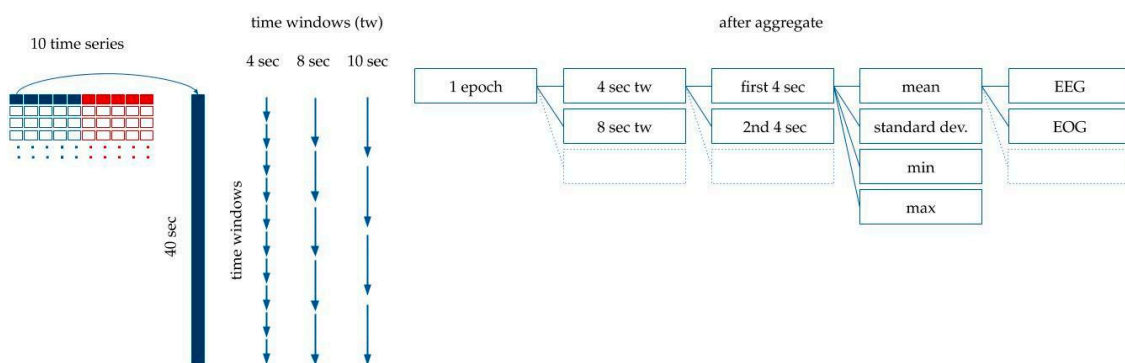 time windows (tw)
after aggregate
10 time series
4 sec 8 sec 10 sec
1 epoch
4 sec tw
first 4 sec
mean
EEG
8 sec tw
2nd 4 sec
standard dev.
EOG
min
max
40 sec
time windows